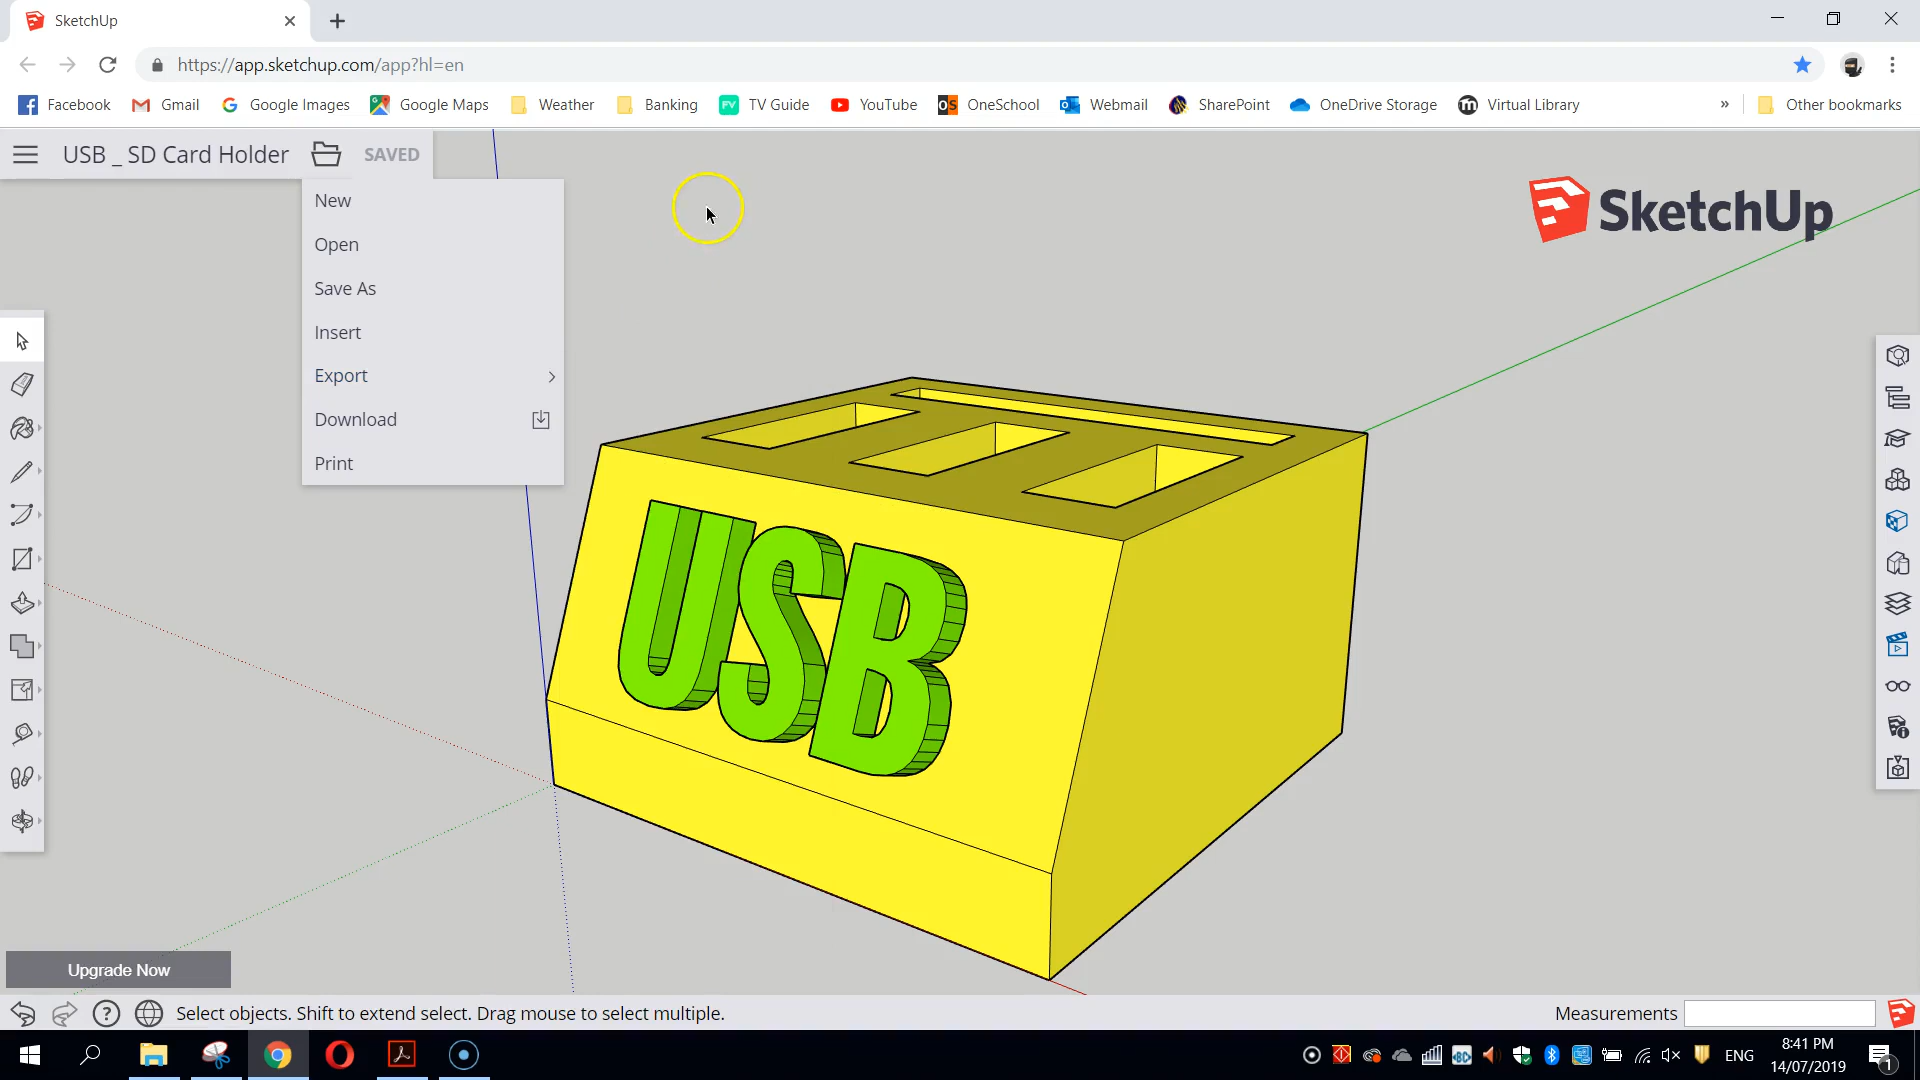 SketchUp
https://app.sketchup.com/app?hl=en
Facebook Gmail Google Images Google Maps Weather Banking FV TV Guide YouTube OS OneSchool Webmail SharePoint OneDrive Storage m Virtual Library » Other bookmarks
USB _ SD Card Holder SAVED
SketchUp
New
Open
Save As
Insert
Export
Download
Print
USB
Upgrade Now
Select objects. Shift to extend select. Drag mouse to select multiple.
Measurements
ENG
8:41 PM
14/07/2019
1